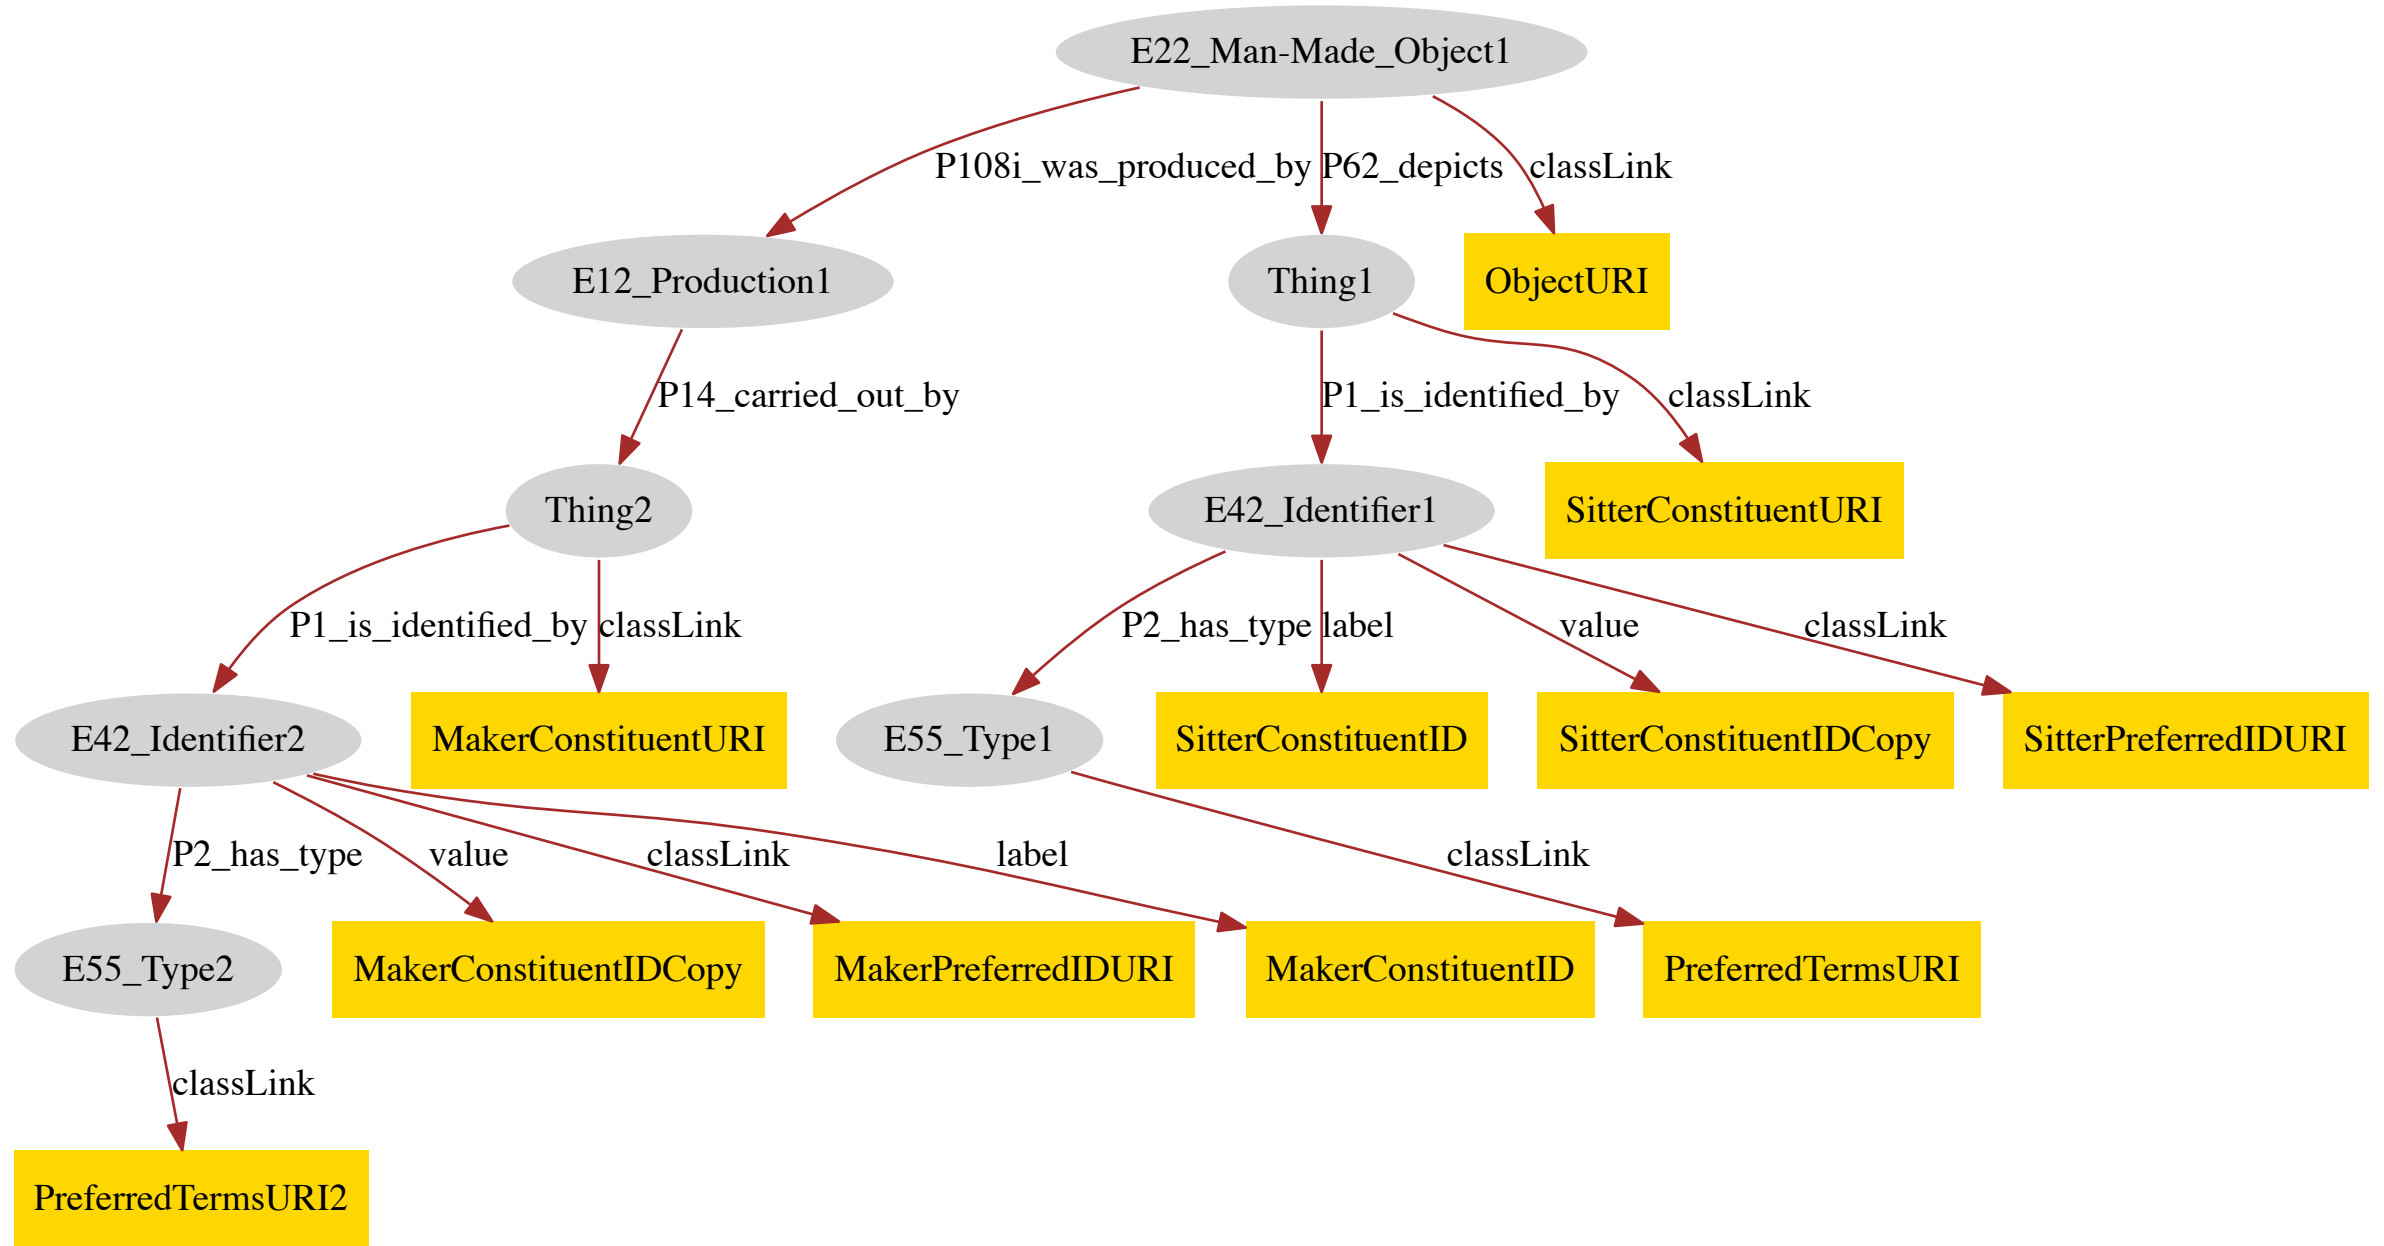 E22_Man-Made_Object1
P108i_was_produced_by P62_depicts classLink
E12_Production1 Thing1 ObjectURI
P14_carried_out_by P1_is_identified_by classLink
Thing2 E42_Identifier1 SitterConstituentURI
P1_is_identified_by classLink P2_has_type label value classLink
E42_Identifier2 MakerConstituentURI E55_Type1 SitterConstituentID SitterConstituentIDCopy SitterPreferredIDURI
P2_has_type value classLink label classLink
E55_Type2 MakerConstituentIDCopy MakerPreferredIDURI MakerConstituentID PreferredTermsURI
classLink
PreferredTermsURI2